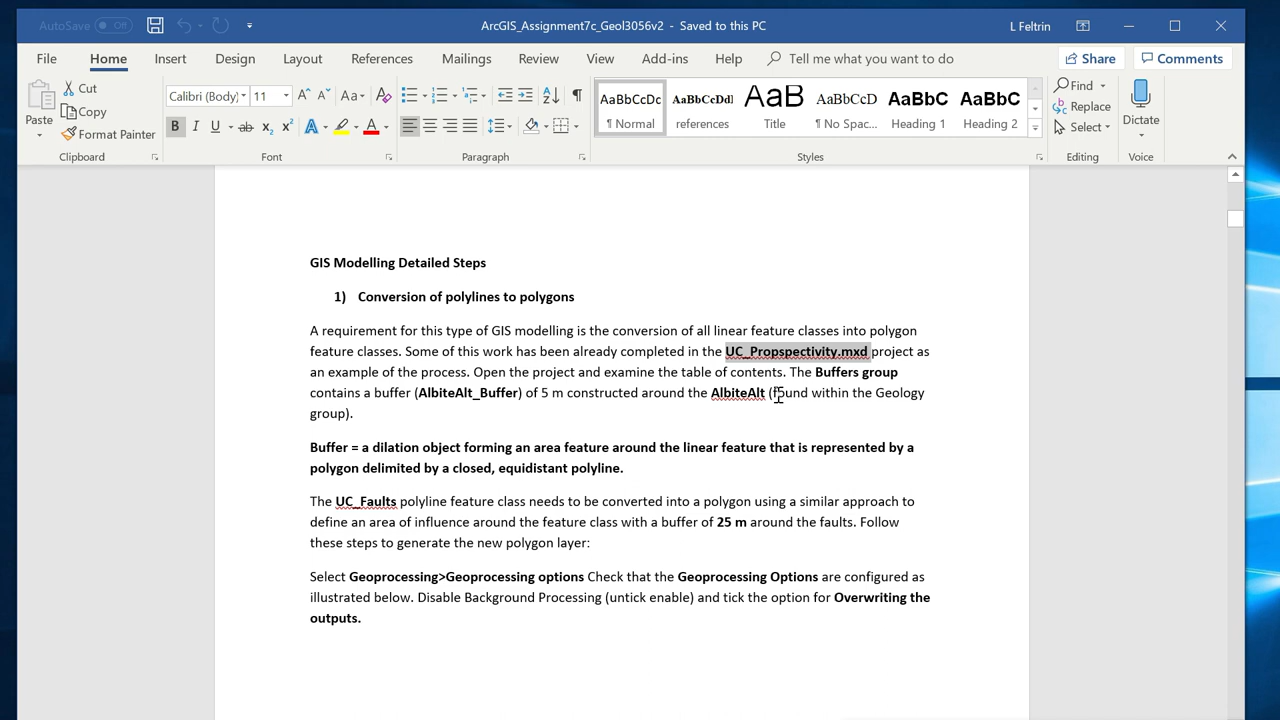 AutoSave Off ArcGIS_Assignment7c_Geol3056v2 - Saved to this PC L Feltrin
File Home Insert Design Layout References Mailings Review View Add-ins Help Tell me what you want to do Share Comments
Paste Cut Calibri (Body) 11 Aa AaBbCcDc AaBbCcDdI AaB AaBbCcD AaBbC AaBbC Find Dictate
Copy Replace
Format Painter B I U ab x₂ x² A A ¶ Normal references Title ¶ No Spac... Heading 1 Heading 2 Select
Clipboard Font Paragraph Styles Editing Voice
GIS Modelling Detailed Steps
1) Conversion of polylines to polygons
A requirement for this type of GIS modelling is the conversion of all linear feature classes into polygon
feature classes. Some of this work has been already completed in the UC_Propspectivity.mxd project as
an example of the process. Open the project and examine the table of contents. The Buffers group
contains a buffer (AlbiteAlt_Buffer) of 5 m constructed around the AlbiteAlt (found within the Geology
group).
Buffer = a dilation object forming an area feature around the linear feature that is represented by a
polygon delimited by a closed, equidistant polyline.
The UC_Faults polyline feature class needs to be converted into a polygon using a similar approach to
define an area of influence around the feature class with a buffer of 25 m around the faults. Follow
these steps to generate the new polygon layer:
Select Geoprocessing>Geoprocessing options Check that the Geoprocessing Options are configured as
illustrated below. Disable Background Processing (untick enable) and tick the option for Overwriting the
outputs.